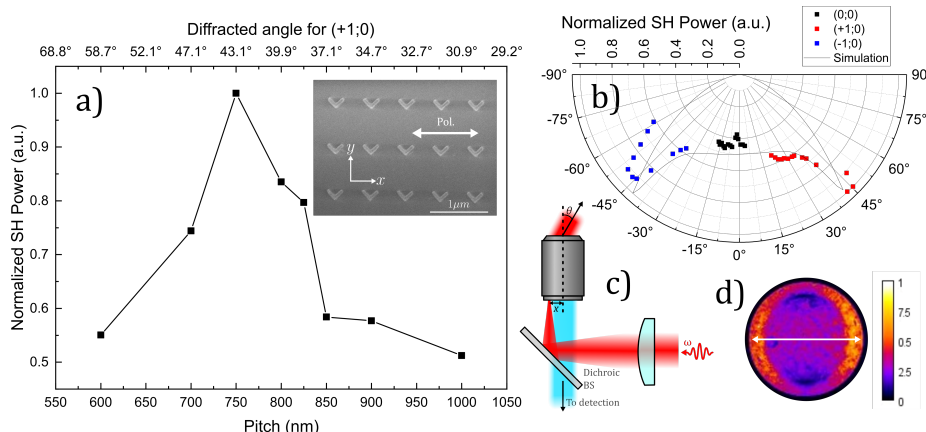 Diffracted angle for (+1;0)
68.8° 58.7° 52.1° 47.1° 43.1° 39.9° 37.1° 34.7° 32.7° 30.9° 29.2°
a)
Normalized SH Power (a.u.)
1.0
0.9
0.8
0.7
0.6
0.5
550 600 650 700 750 800 850 900 950 1000 1050
Pitch (nm)
Pol.
y
x
1μm
Normalized SH Power (a.u.)
1.0 0.8 0.6 0.4 0.2 0.0
(0;0)
(+1;0)
(-1;0)
Simulation
b)
-90°
-75°
-60°
-45°
-30°
-15°
0°
15°
30°
45°
60°
75°
90
θ
c)
x
ω
Dichroic
BS
To detection
d)
1
75
.5
25
0